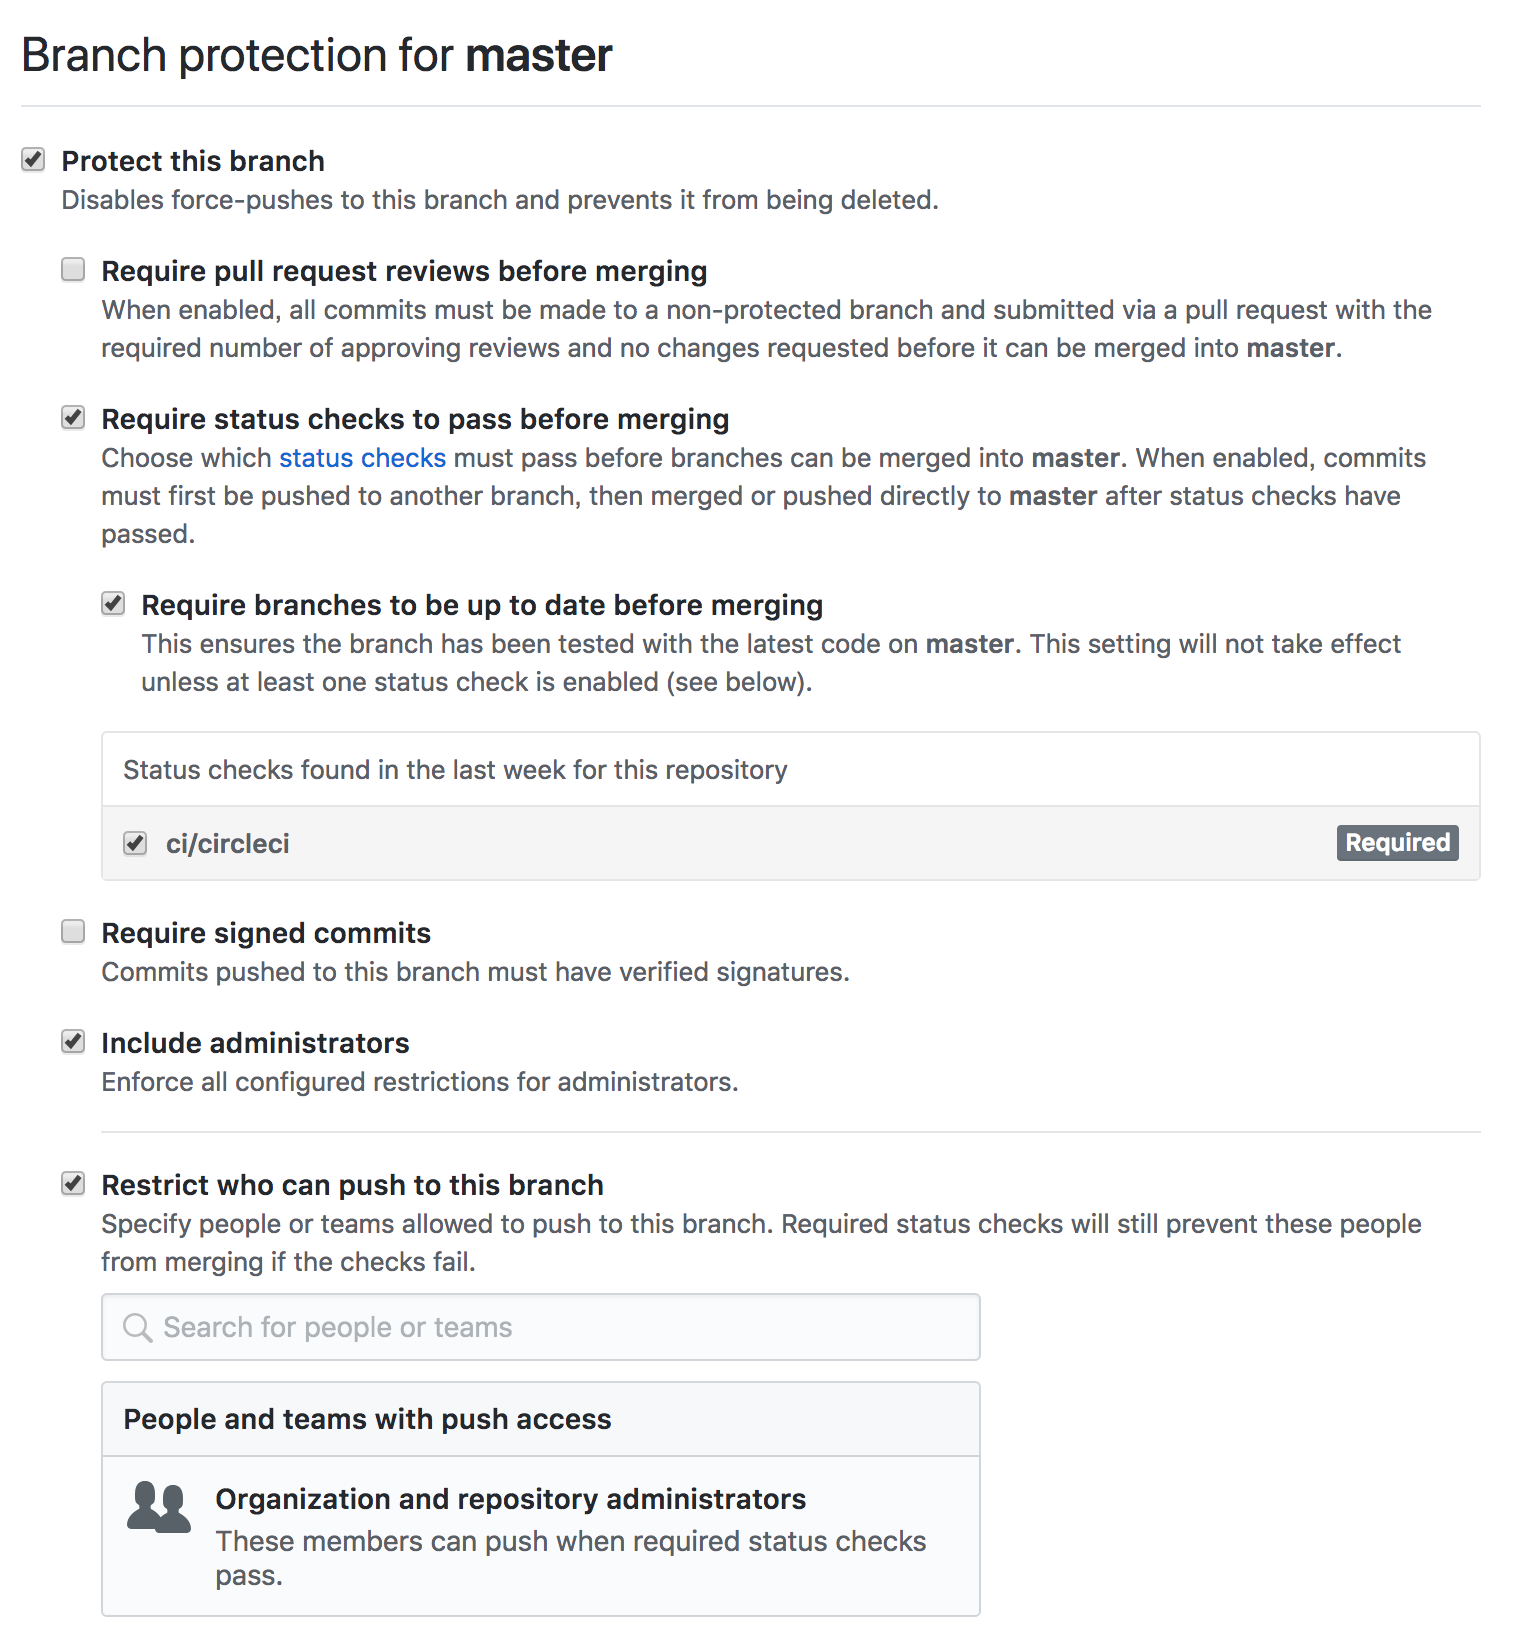 Branch protection for master
Protect this branch
Disables force-pushes to this branch and prevents it from being deleted.
Require pull request reviews before merging
When enabled, all commits must be made to a non-protected branch and submitted via a pull request with the
required number of approving reviews and no changes requested before it can be merged into master.
Require status checks to pass before merging
Choose which status checks must pass before branches can be merged into master. When enabled, commits
must first be pushed to another branch, then merged or pushed directly to master after status checks have
passed.
Require branches to be up to date before merging
This ensures the branch has been tested with the latest code on master. This setting will not take effect
unless at least one status check is enabled (see below).
Status checks found in the last week for this repository
ci/circleci Required
Require signed commits
Commits pushed to this branch must have verified signatures.
Include administrators
Enforce all configured restrictions for administrators.
Restrict who can push to this branch
Specify people or teams allowed to push to this branch. Required status checks will still prevent these people
from merging if the checks fail.
Search for people or teams
People and teams with push access
Organization and repository administrators
These members can push when required status checks
pass.